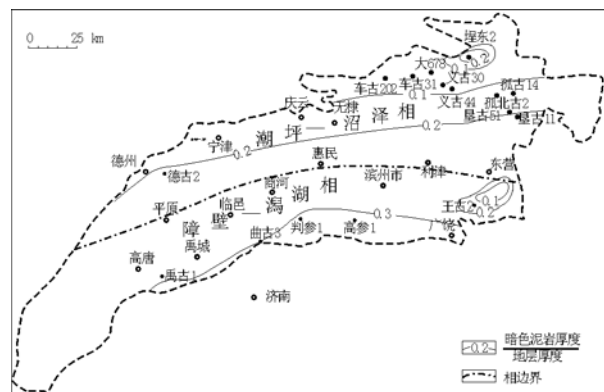 0 25 km
埕东2
0.2
0.1
大678
车古31
车古202
义古30
孤古14
0.1
义古44
孤北古2
庆云
无棣
垦古51
垦古11
潮坪—沼泽相
0.2
宁津
0.2
惠民
利津
东营
德州
德古2
商河
滨州市
0.1
王古2
0.2
平原
临邑
障壁—潟湖相
0.3
判参1
高参1
广饶
曲古3
禹城
高唐
禹古1
济南
0.2 暗色泥岩厚度
地层厚度
相边界